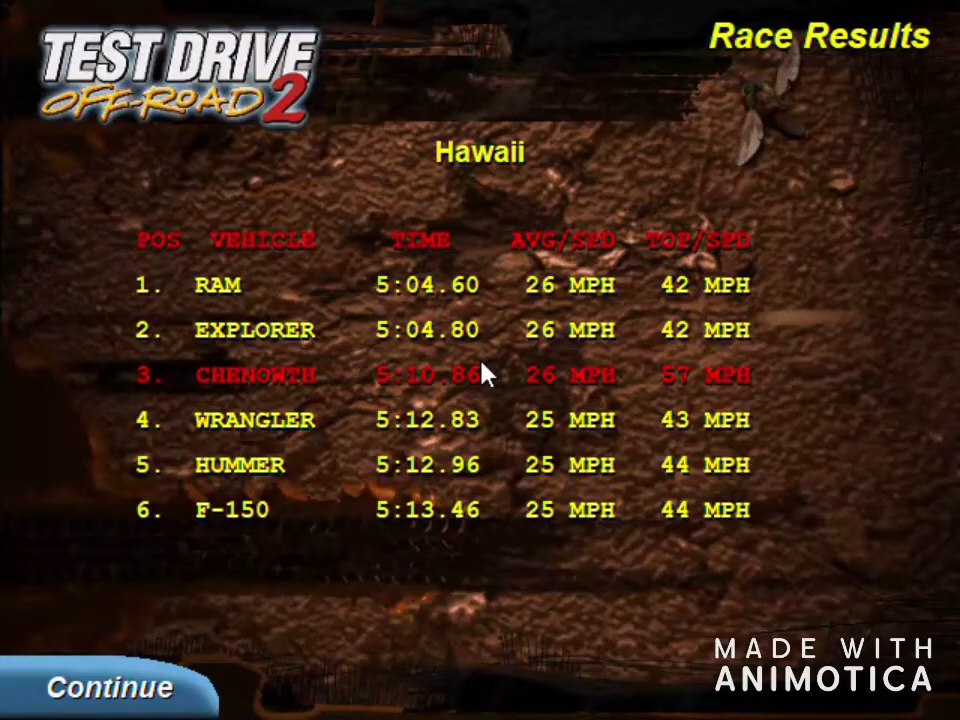 TEST DRIVE
OFF-ROAD 2
Race Results
Hawaii
POS VEHICLE TIME AVG/SPD TOP/SPD
1. RAM 5:04.60 26 MPH 42 MPH
2. EXPLORER 5:04.80 26 MPH 42 MPH
3. CHENOWTH 5:10.86 26 MPH 57 MPH
4. WRANGLER 5:12.83 25 MPH 43 MPH
5. HUMMER 5:12.96 25 MPH 44 MPH
6. F-150 5:13.46 25 MPH 44 MPH
MADE WITH
ANIMOTICA
Continue